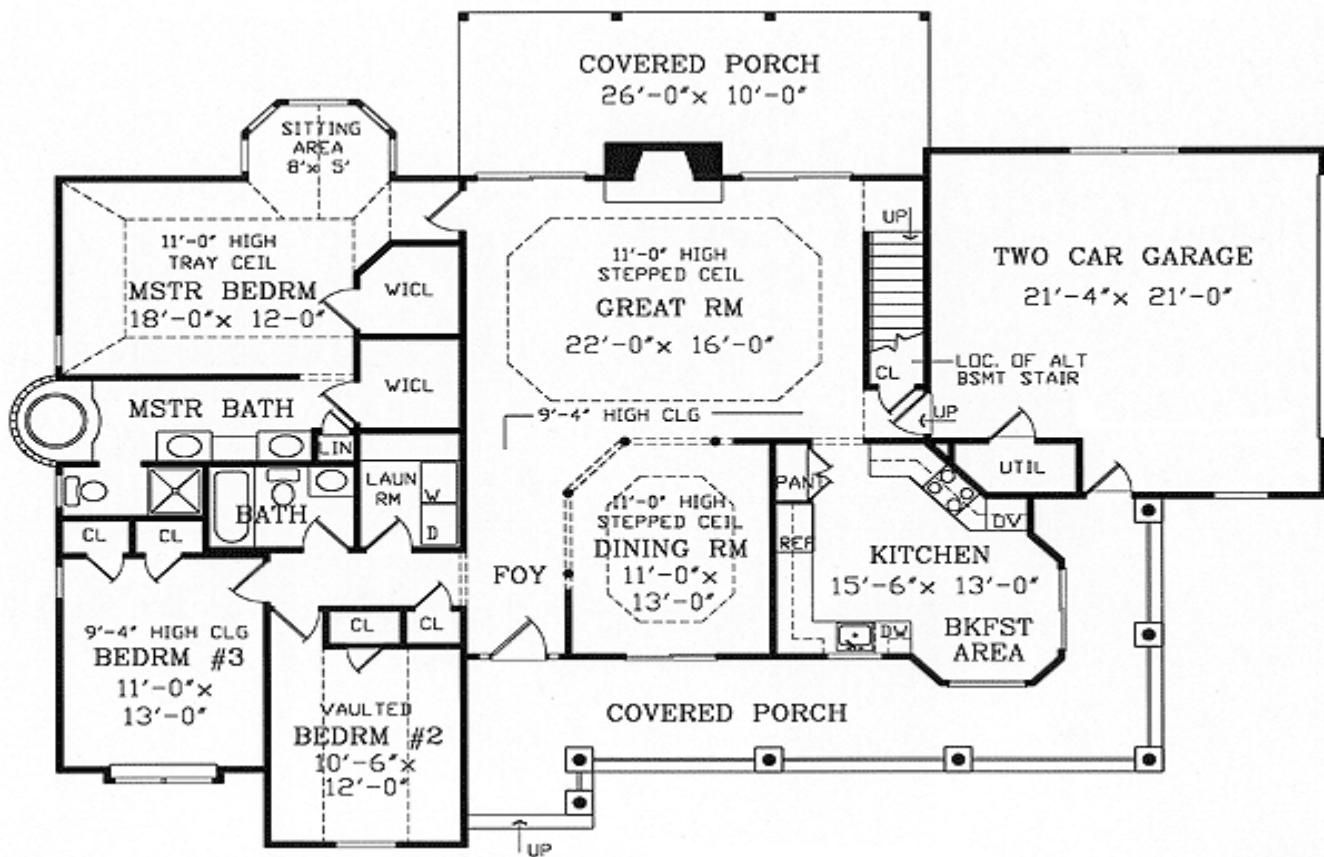 COVERED PORCH
26'-0"x 10'-0"
SITTING
AREA
8'x 5'
11'-0" HIGH
TRAY CEIL
MSTR BEDRM
18'-0"x 12-0"
WICL
WICL
MSTR BATH
LIN
11'-0" HIGH
STEPPED CEIL
GREAT RM
22'-0"x 16'-0"
UP
CL
LOC. OF ALT
BSMT STAIR
UP
TWO CAR GARAGE
21'-4"x 21'-0"
UTIL
9'-4" HIGH CLG
LAUN
RM
W
D
BATH
CL
CL
FOY
11'-0" HIGH
STEPPED CEIL
DINING RM
11'-0"x
13'-0"
PANT
REF
DV
KITCHEN
15'-6"x 13'-0"
DW
BKFST
AREA
9'-4" HIGH CLG
BEDRM #3
11'-0"x
13'-0"
CL
CL
VAULTED
BEDRM #2
10'-6"x
12'-0"
COVERED PORCH
UP